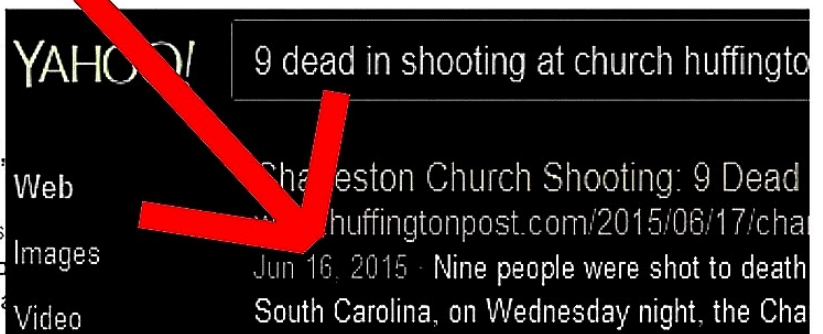 YAHOO!
9 dead in shooting at church huffingto
Web
Charleston Church Shooting: 9 Dead
huffingtonpost.com/2015/06/17/cha
Images
Jun 16, 2015 · Nine people were shot to death
Video
South Carolina, on Wednesday night, the Cha